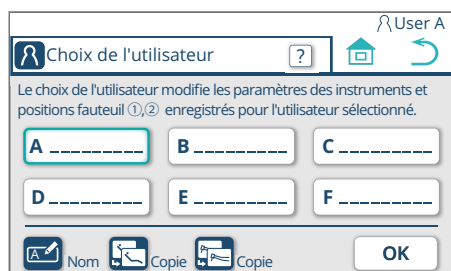 User A
Choix de l'utilisateur ?
Le choix de l'utilisateur modifie les paramètres des instruments et
positions fauteuil ①,② enregistrés pour l'utilisateur sélectionné.
A _________ B _________ C _________
D _________ E _________ F _________
A Nom Copie Copie OK